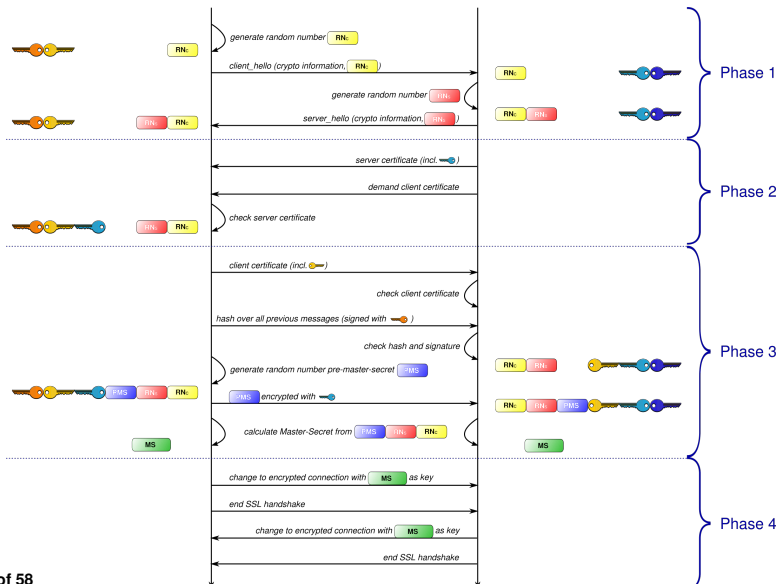 generate random number RNc
RNc
client_hello (crypto information, RNc)
RNc
Phase 1
generate random number RNs
RNc RNs
server_hello (crypto information, RNs)
RNs RNc
server certificate (incl. )
demand client certificate
Phase 2
check server certificate
RNs RNc
client certificate (incl. )
check client certificate
hash over all previous messages (signed with )
check hash and signature
Phase 3
RNc RNs
generate random number pre-master-secret PMS
PMS RNs RNc
PMS encrypted with
RNc RNs PMS
calculate Master-Secret from PMS RNs RNc
MS
MS
change to encrypted connection with MS as key
end SSL handshake
Phase 4
change to encrypted connection with MS as key
end SSL handshake
of 58